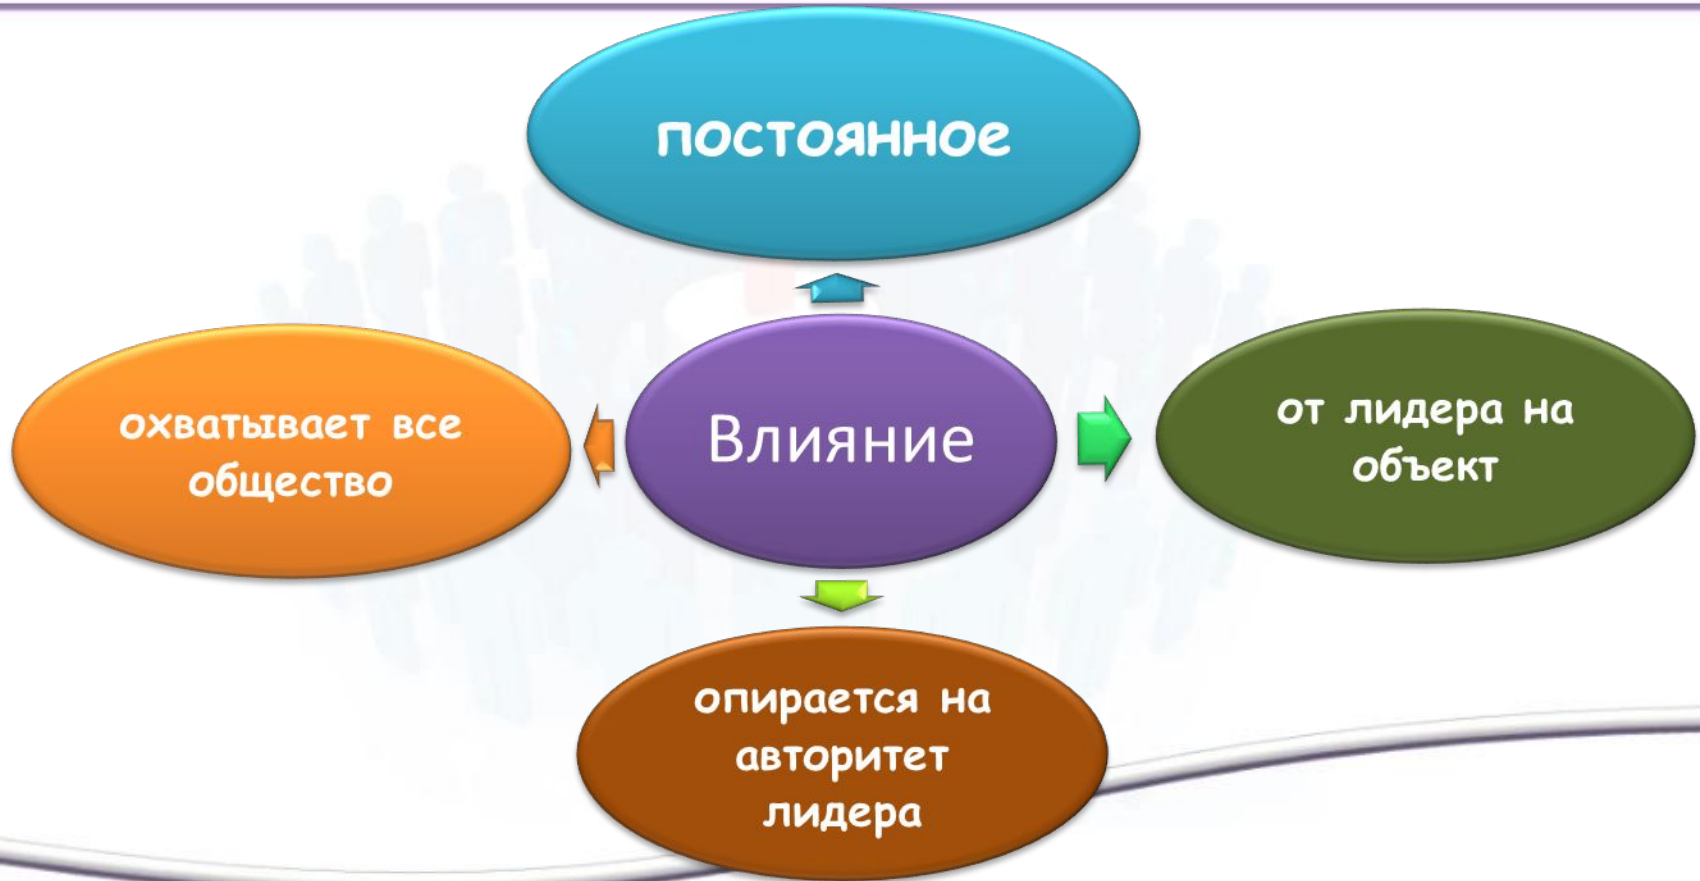 постоянное
охватывает все
общество
Влияние
от лидера на
объект
опирается на
авторитет
лидера